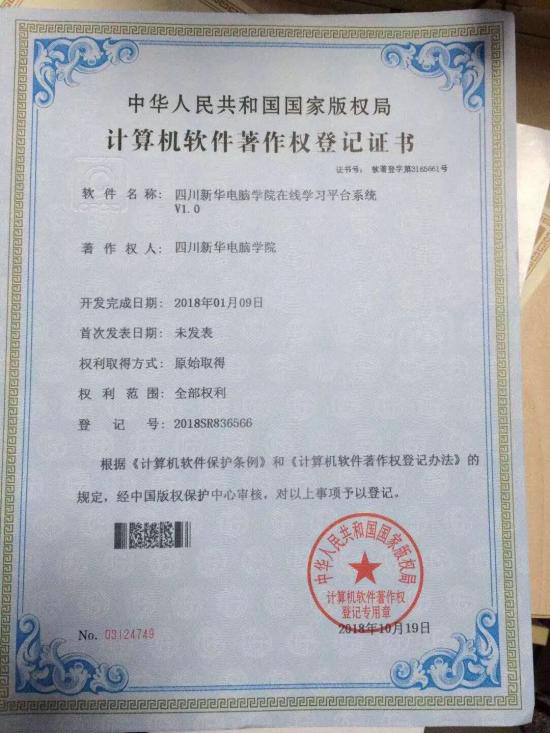 中华人民共和国国家版权局
计算机软件著作权登记证书
证书号： 软著登字第3165661号
软件名称： 四川新华电脑学院在线学习平台系统
V1.0
著作权人： 四川新华电脑学院
开发完成日期： 2018年01月09日
首次发表日期： 未发表
权利取得方式： 原始取得
权利范围： 全部权利
登记号： 2018SR836566
根据《计算机软件保护条例》和《计算机软件著作权登记办法》的
规定，经中国版权保护中心审核，对以上事项予以登记。
中华人民共和国国家版权局
计算机软件著作权
登记专用章
No. 03124749
2018年10月19日